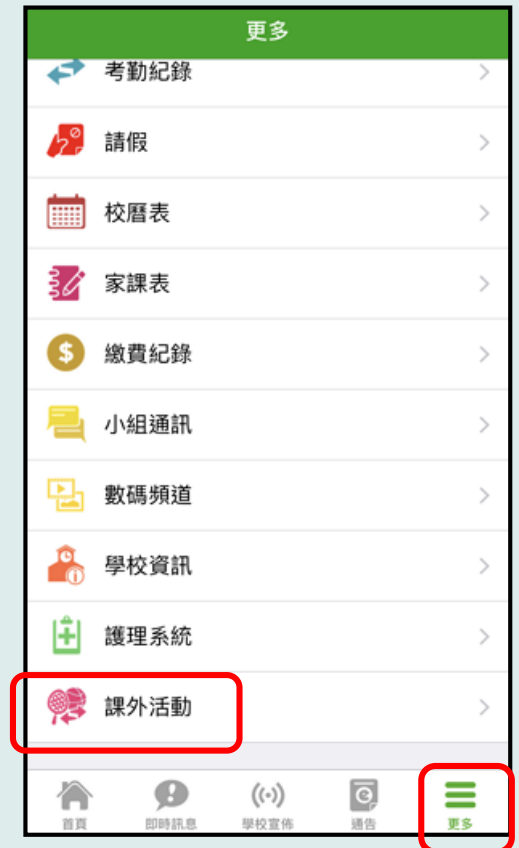 更多
考勤紀錄
請假
校曆表
家課表
繳費紀錄
小組通訊
數碼頻道
學校資訊
護理系統
課外活動
首頁 即時訊息 學校宣佈 通告 更多